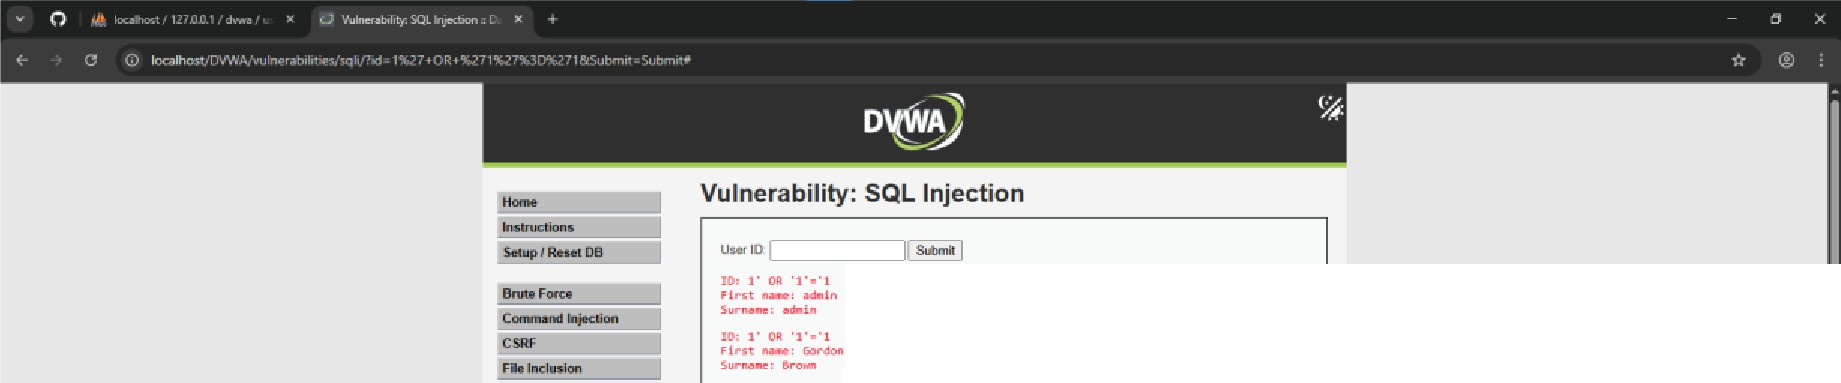 localhost / 127.0.0.1 / dvwa / us
Vulnerability: SQL Injection :: Da
localhost/DVWA/vulnerabilities/sqli/?id=1%27+OR+%271%27%3D%271&Submit=Submit#
DVWA
Home
Instructions
Setup / Reset DB
Brute Force
Command Injection
CSRF
File Inclusion
Vulnerability: SQL Injection
User ID:
Submit
ID: 1' OR '1'='1
First name: admin
Surname: admin
ID: 1' OR '1'='1
First name: Gordon
Surname: Brown